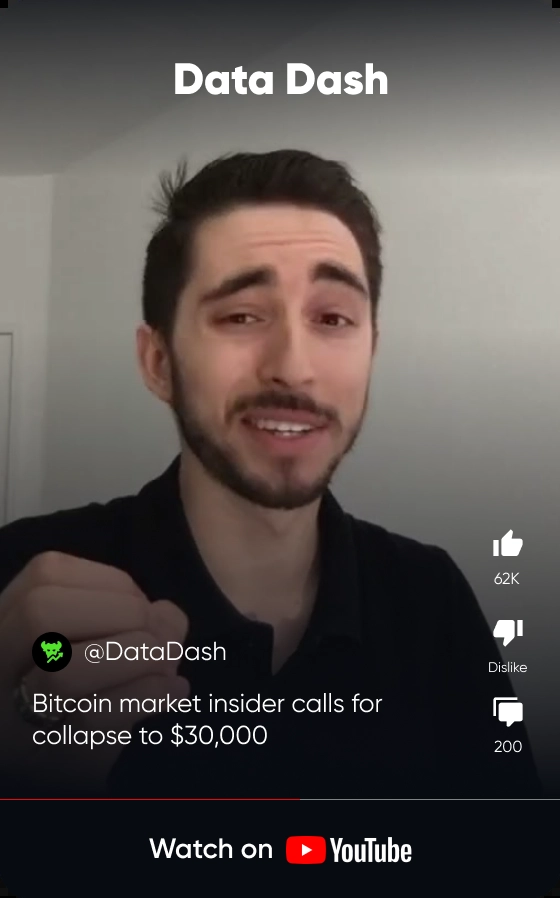 Data Dash
62K
Dislike
@DataDash
Bitcoin market insider calls for
collapse to $30,000
200
Watch on YouTube